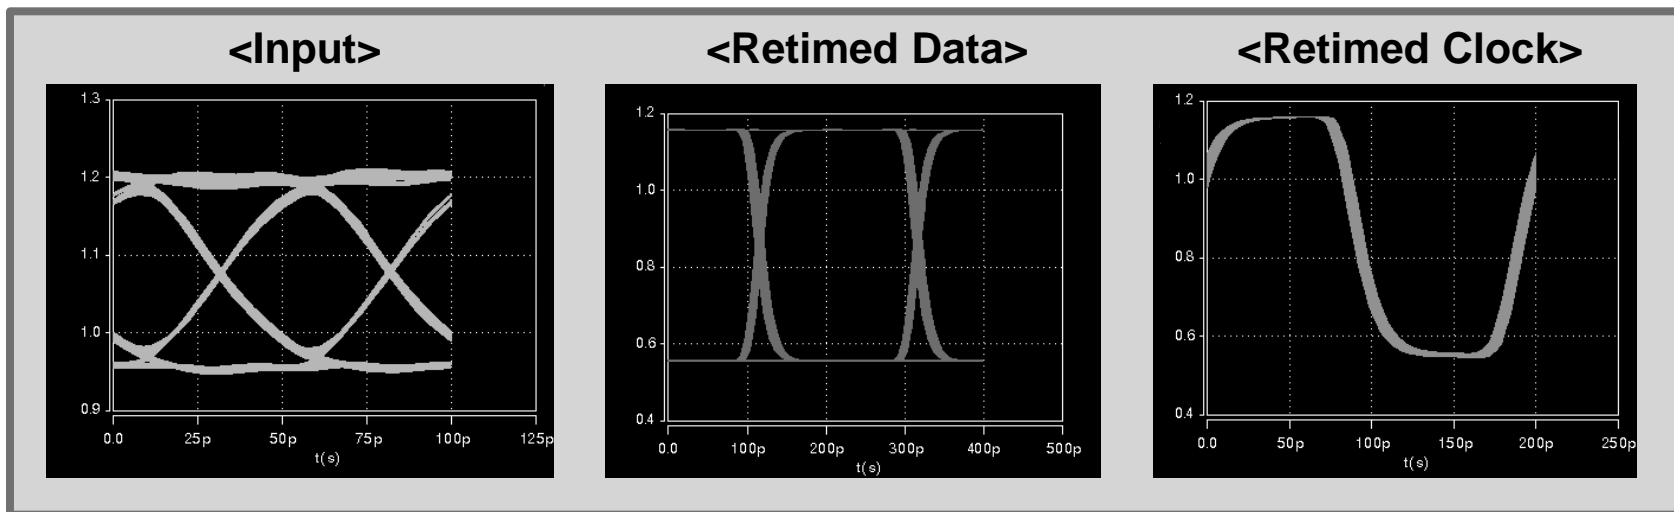 <Input>
<Retimed Data>
<Retimed Clock>
1.3
1.2
1.1
1.0
0.9
0.0 25p 50p 75p 100p 125p
t(s)
1.2
1.0
0.8
0.6
0.4
0.0 100p 200p 300p 400p 500p
t(s)
1.2
1.0
0.8
0.6
0.4
0.0 50p 100p 150p 200p 250p
t(s)